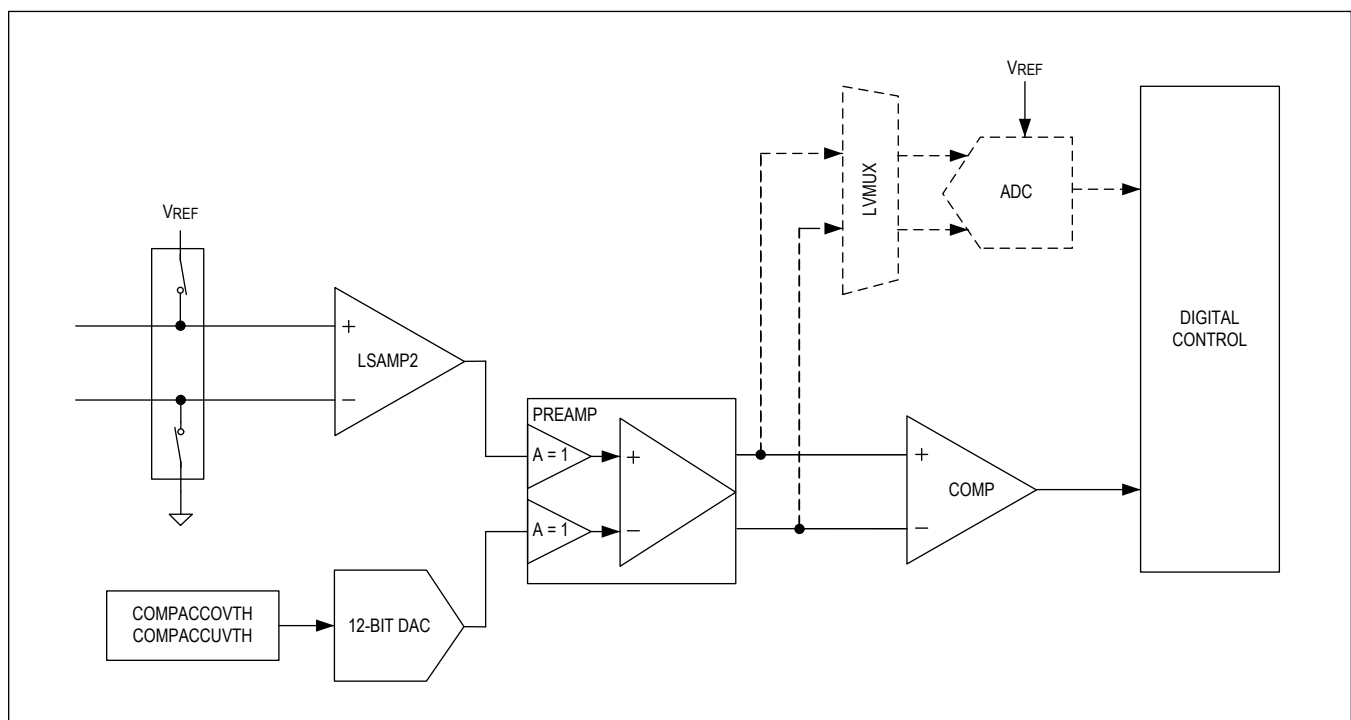 VREF
LVMUX
ADC
DIGITAL
CONTROL
VREF
+
LSAMP2
−
PREAMP
A = 1
+
A = 1
−
+
COMP
−
COMPACCOVTH
COMPACCUVTH
12-BIT DAC